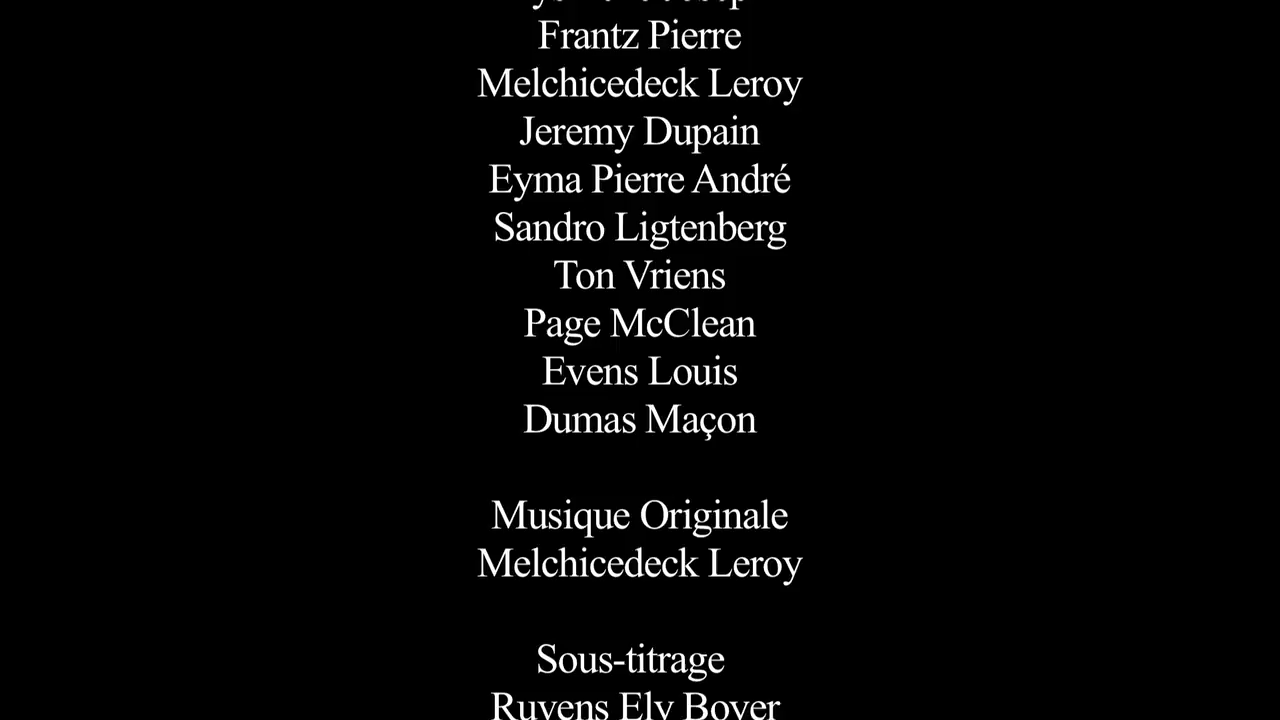 Frantz Pierre
Melchicedeck Leroy
Jeremy Dupain
Eyma Pierre André
Sandro Ligtenberg
Ton Vriens
Page McClean
Evens Louis
Dumas Maçon
Musique Originale
Melchicedeck Leroy
Sous-titrage
Ruvens Ely Boyer